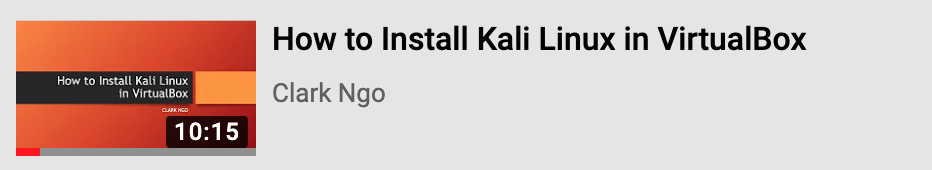 How to Install Kali Linux
in VirtualBox
CLARK NGO
10:15
How to Install Kali Linux in VirtualBox
Clark Ngo